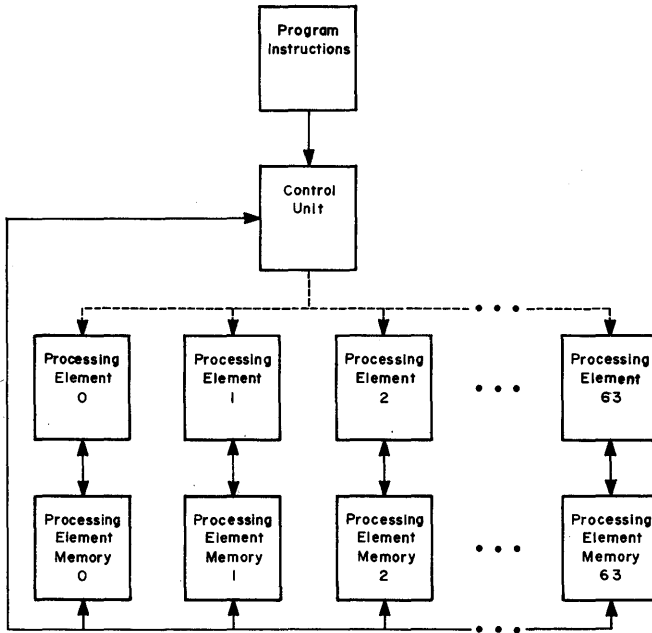 Program
Instructions
Control
Unit
Processing
Element
0
Processing
Element
1
Processing
Element
2
Processing
Element
63
Processing
Element
Memory
0
Processing
Element
Memory
1
Processing
Element
Memory
2
Processing
Element
Memory
63